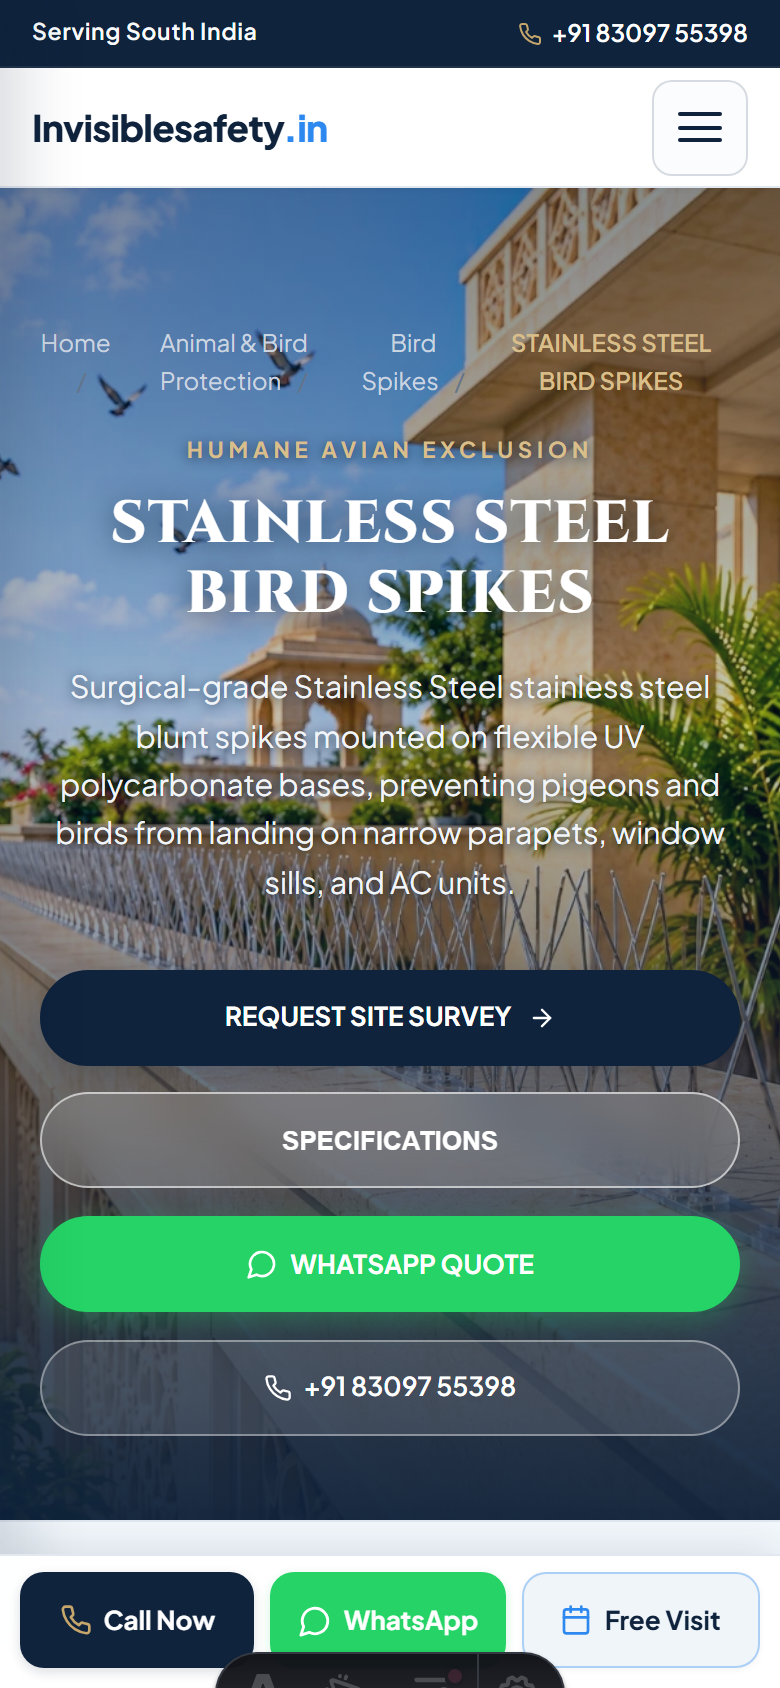 Serving South India
+91 83097 55398
Invisiblesafety.in
Home / Animal & Bird Protection / Bird Spikes / STAINLESS STEEL BIRD SPIKES
HUMANE AVIAN EXCLUSION
STAINLESS STEEL
BIRD SPIKES
Surgical-grade Stainless Steel stainless steel
blunt spikes mounted on flexible UV
polycarbonate bases, preventing pigeons and
birds from landing on narrow parapets, window
sills, and AC units.
REQUEST SITE SURVEY →
SPECIFICATIONS
WHATSAPP QUOTE
+91 83097 55398
Call Now
WhatsApp
Free Visit